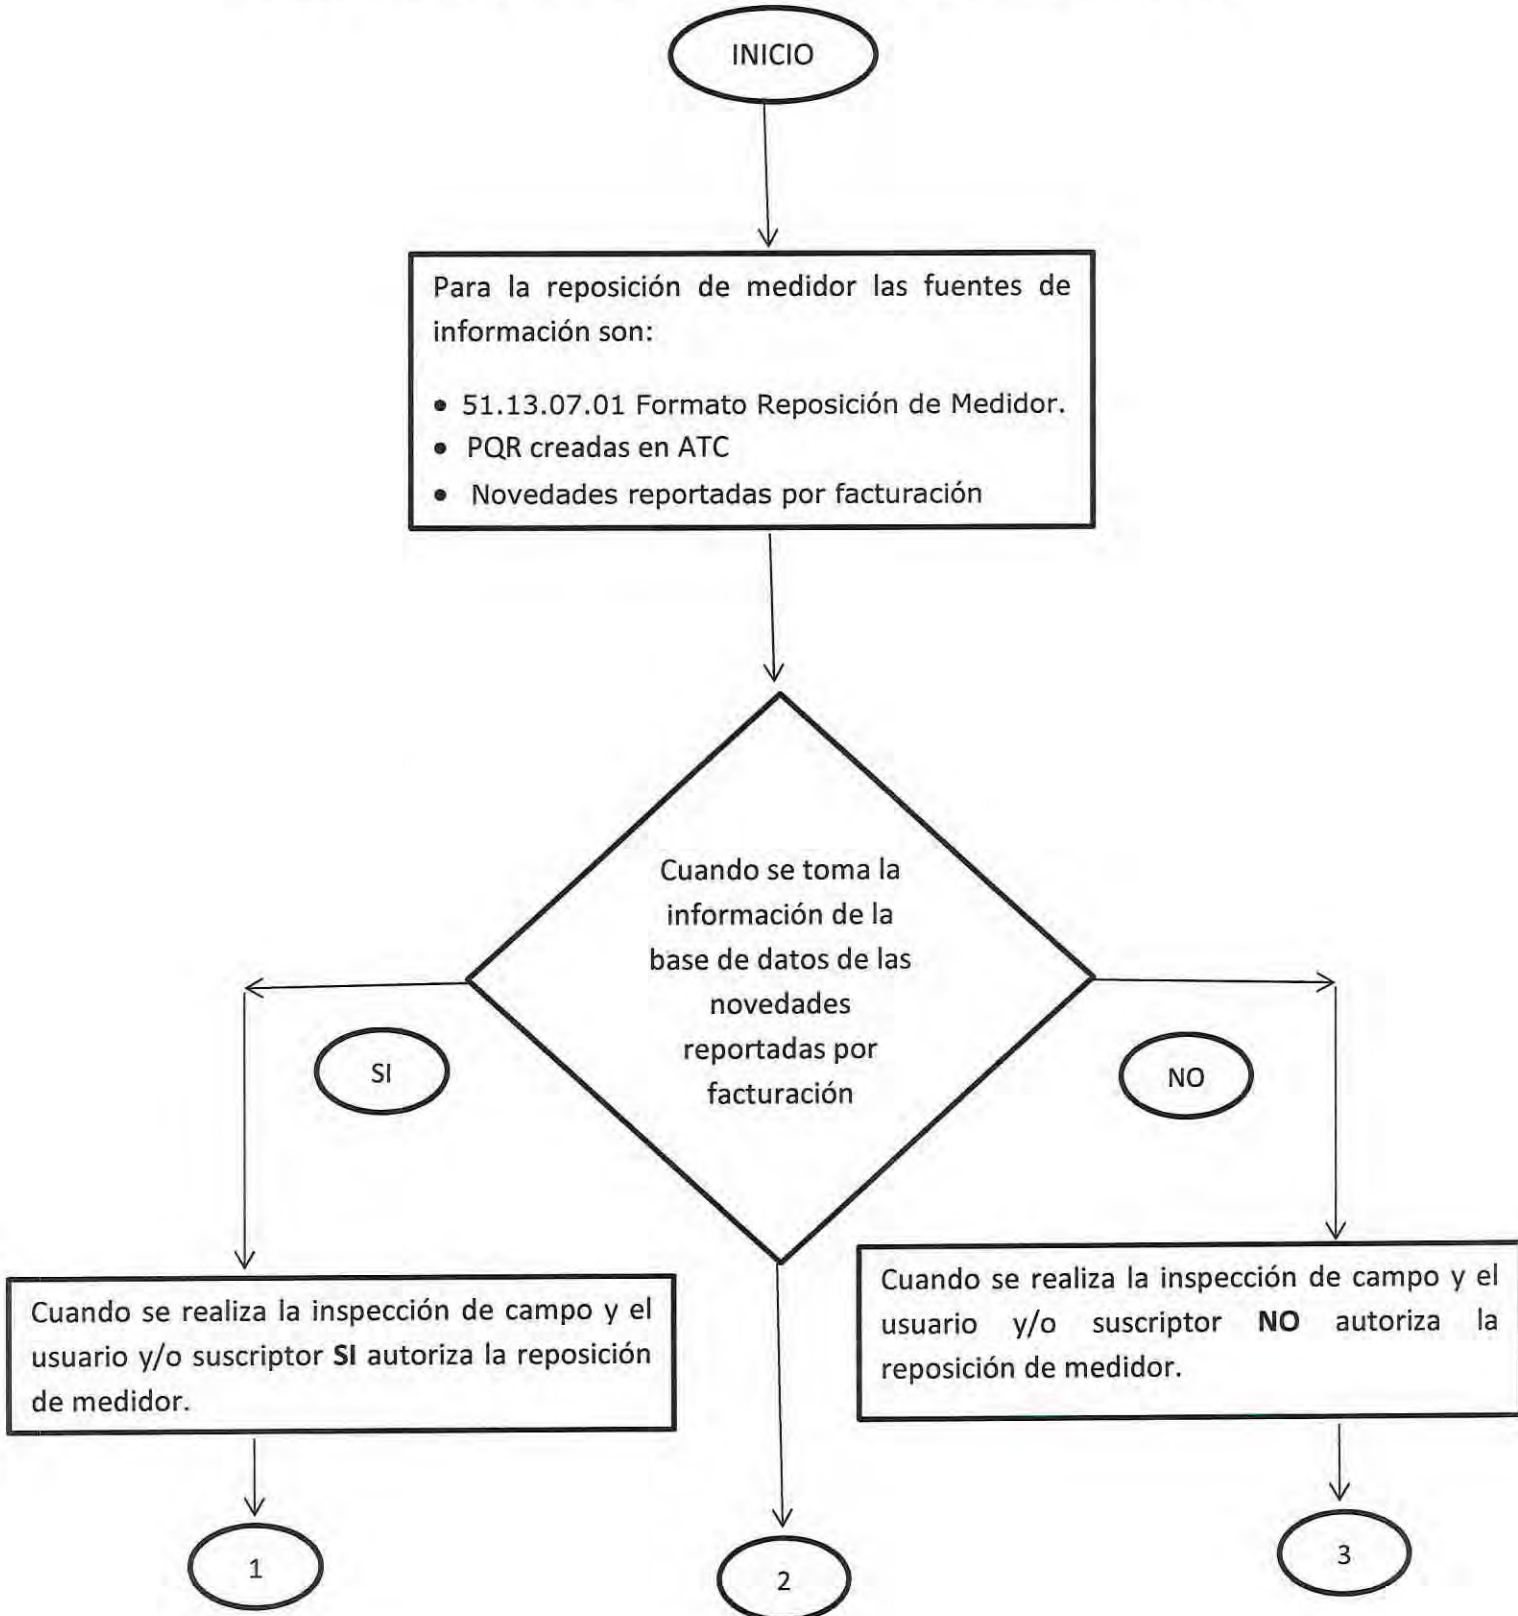 INICIO
Para la reposición de medidor las fuentes de
información son:
• 51.13.07.01 Formato Reposición de Medidor.
• PQR creadas en ATC
• Novedades reportadas por facturación
Cuando se toma la
información de la
base de datos de las
novedades
reportadas por
facturación
SI
NO
Cuando se realiza la inspección de campo y el
usuario y/o suscriptor SI autoriza la reposición
de medidor.
Cuando se realiza la inspección de campo y el
usuario y/o suscriptor NO autoriza la
reposición de medidor.
1
2
3